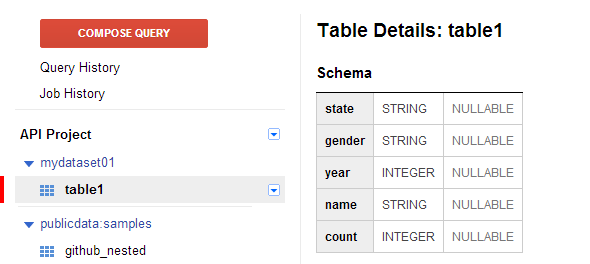 COMPOSE QUERY
Query History
Job History
API Project
mydataset01
table1
publicdata:samples
github_nested
Table Details: table1
Schema
state STRING NULLABLE
gender STRING NULLABLE
year INTEGER NULLABLE
name STRING NULLABLE
count INTEGER NULLABLE